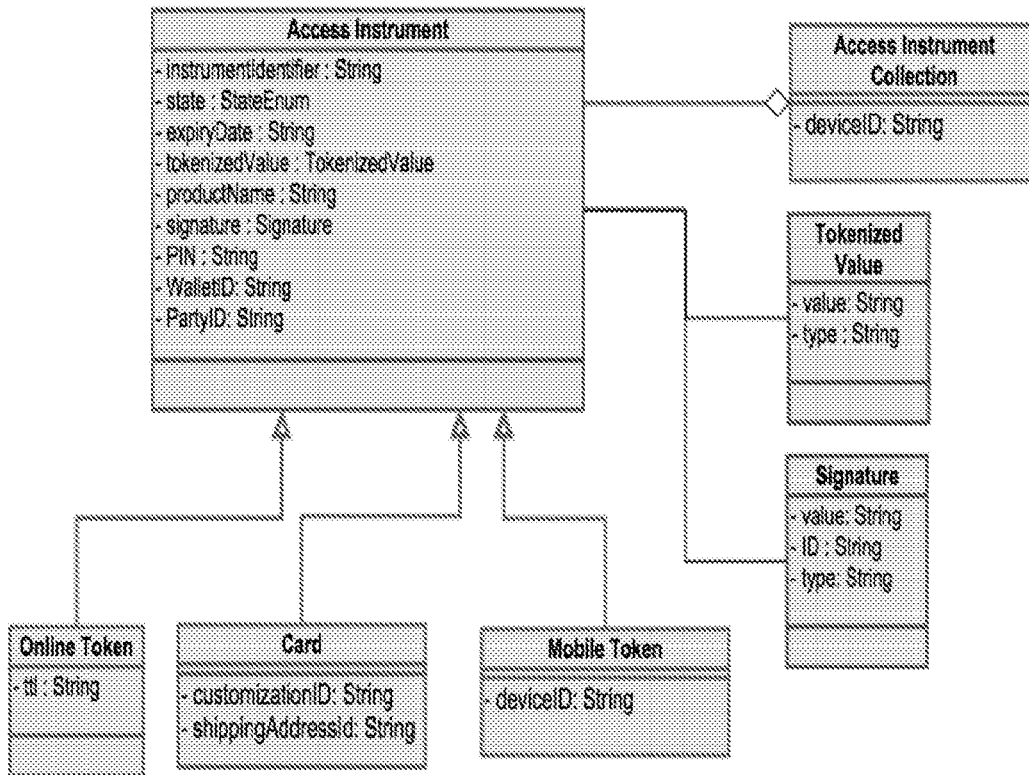 Access Instrument
- instrumentIdentifier : String
- state : StateEnum
- expiryDate : String
- tokenizedValue : TokenizedValue
- productName : String
- signature : Signature
- PIN : String
- WalletID: String
- PartyID: String
Access Instrument
Collection
- deviceID: String
Tokenized
Value
- value: String
- type : String
Signature
- value: String
- ID : String
- type: String
Online Token
- ttl : String
Card
- customizationID: String
- shippingAddressId: String
Mobile Token
- deviceID: String